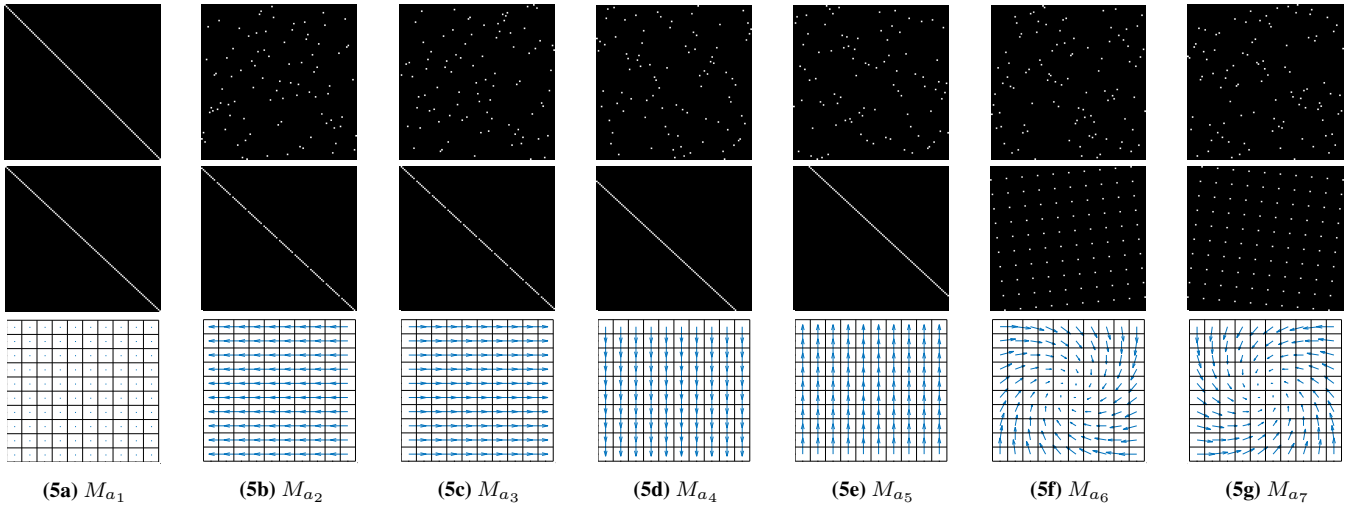 (5a) Mₐ₁
(5b) Mₐ₂
(5c) Mₐ₃
(5d) Mₐ₄
(5e) Mₐ₅
(5f) Mₐ₆
(5g) Mₐ₇